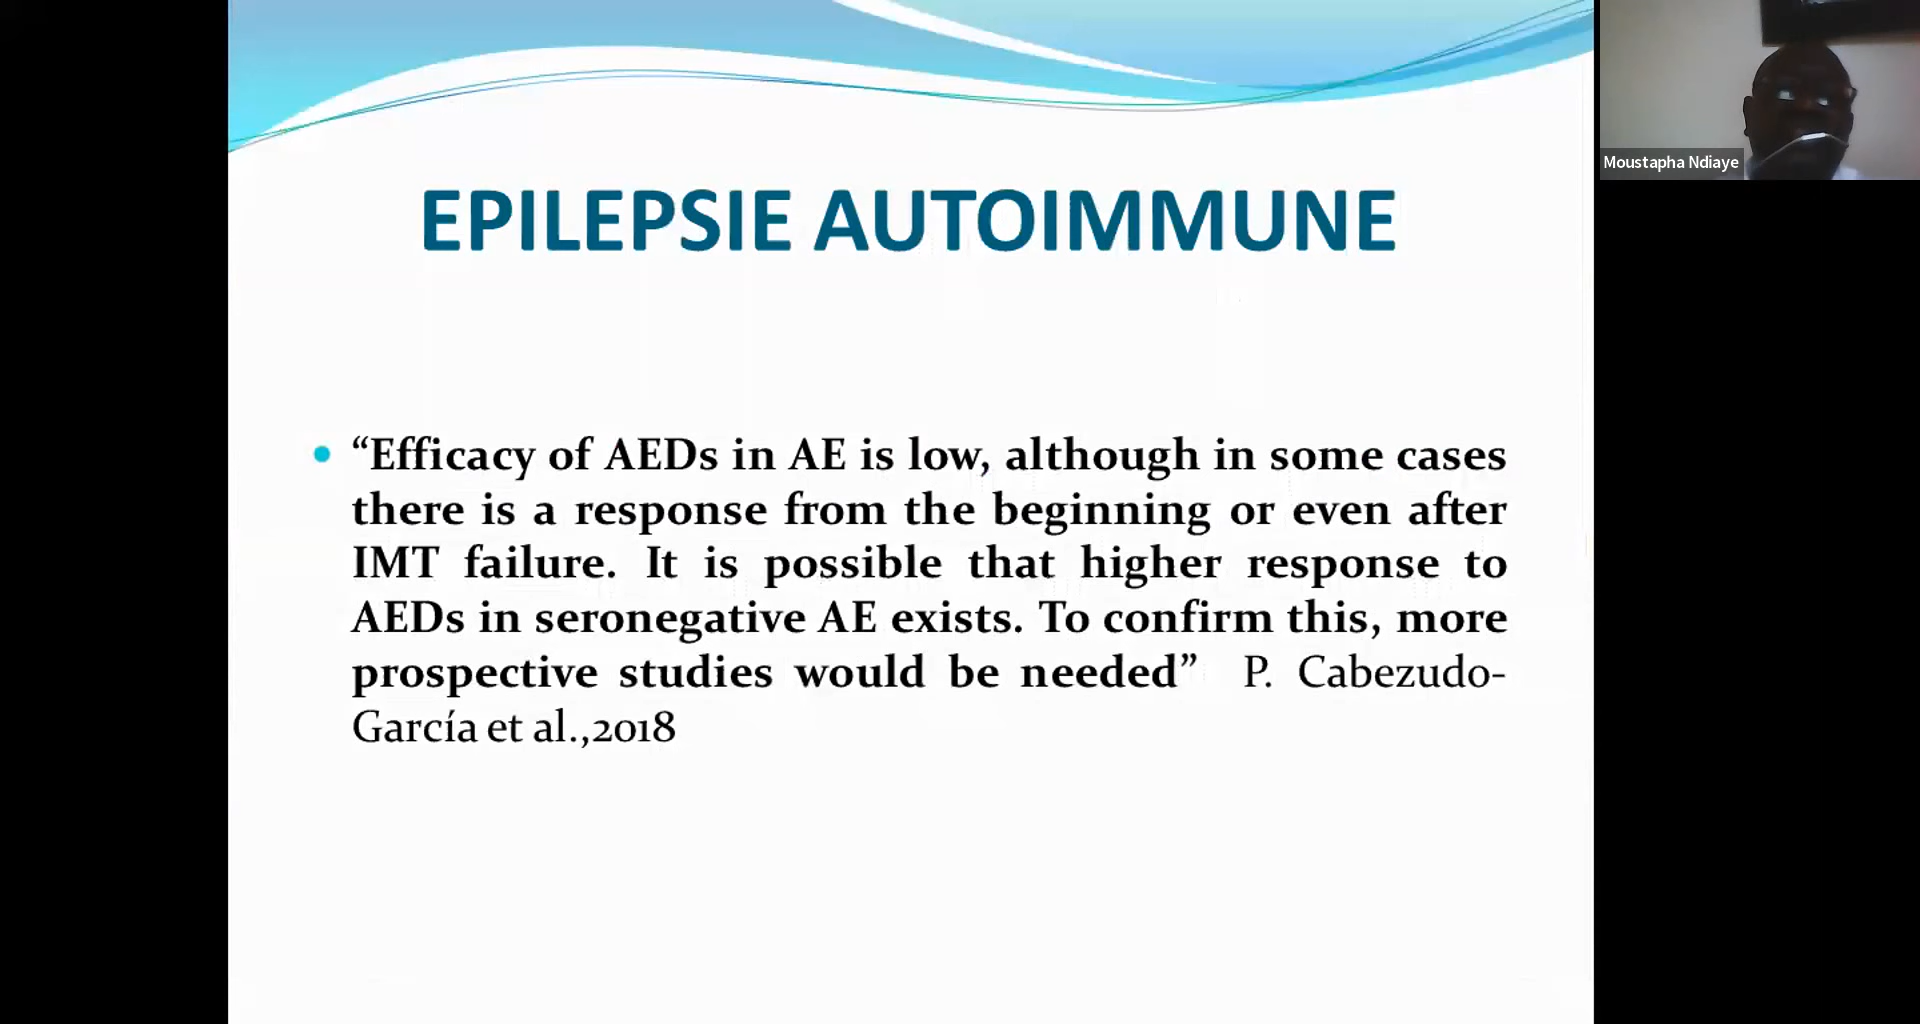 Moustapha Ndiaye
EPILEPSIE AUTOIMMUNE
• “Efficacy of AEDs in AE is low, although in some cases
there is a response from the beginning or even after
IMT failure. It is possible that higher response to
AEDs in seronegative AE exists. To confirm this, more
prospective studies would be needed” P. Cabezudo-
García et al.,2018